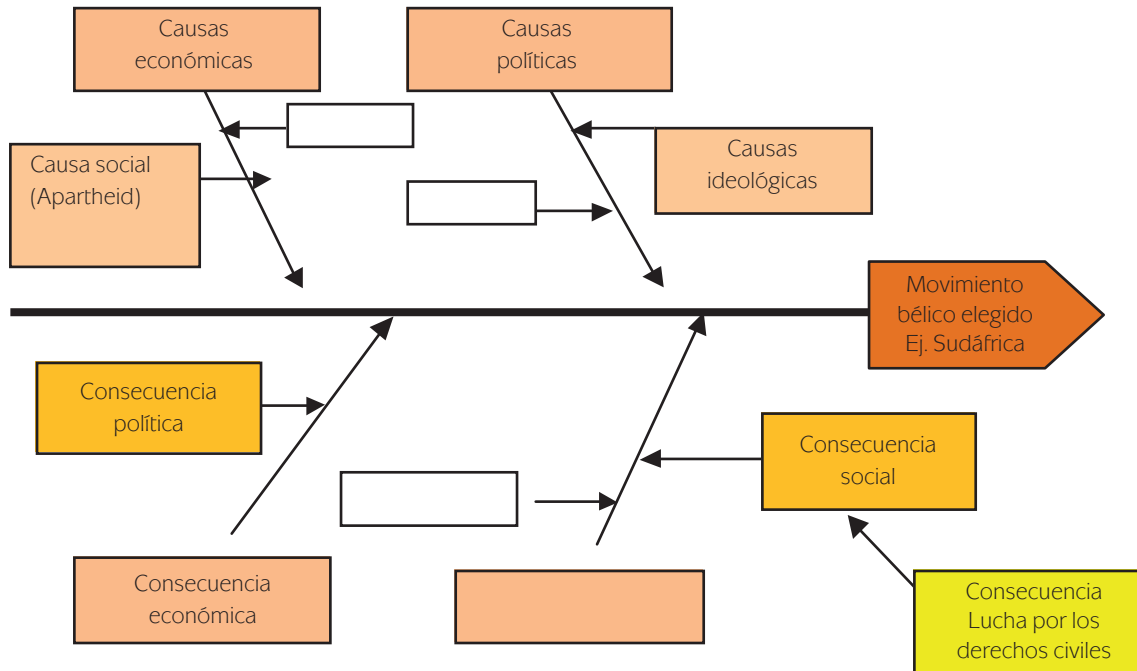 Causas
económicas
Causas
políticas
Causa social
(Apartheid)
Causas
ideológicas
Movimiento
bélico elegido
Ej. Sudáfrica
Consecuencia
política
Consecuencia
social
Consecuencia
económica
Consecuencia
Lucha por los
derechos civiles